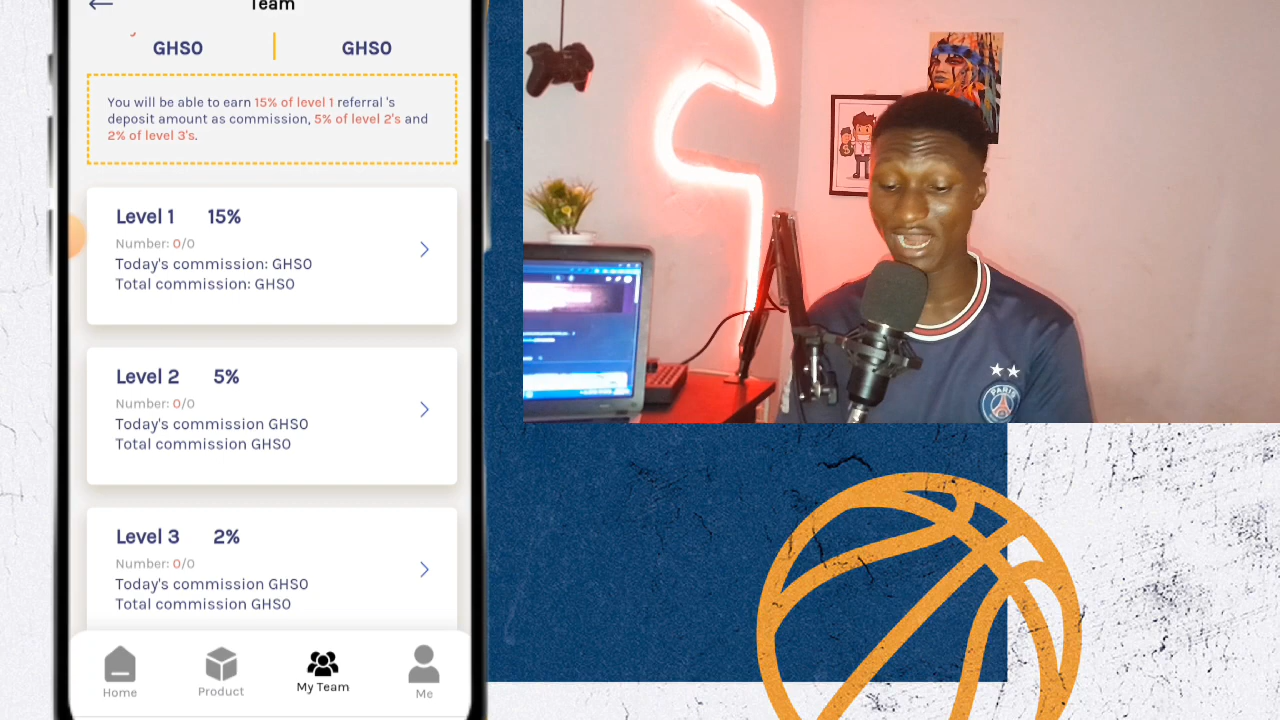 Team
GHS0
GHS0
You will be able to earn 15% of level 1 referral 's
deposit amount as commission, 5% of level 2's and
2% of level 3's.
Level 1 15%
Number: 0/0
Today's commission: GHS0
Total commission: GHS0
Level 2 5%
Number: 0/0
Today's commission GHS0
Total commission GHS0
Level 3 2%
Number: 0/0
Today's commission GHS0
Total commission GHS0
Home
Product
My Team
Me
PARIS